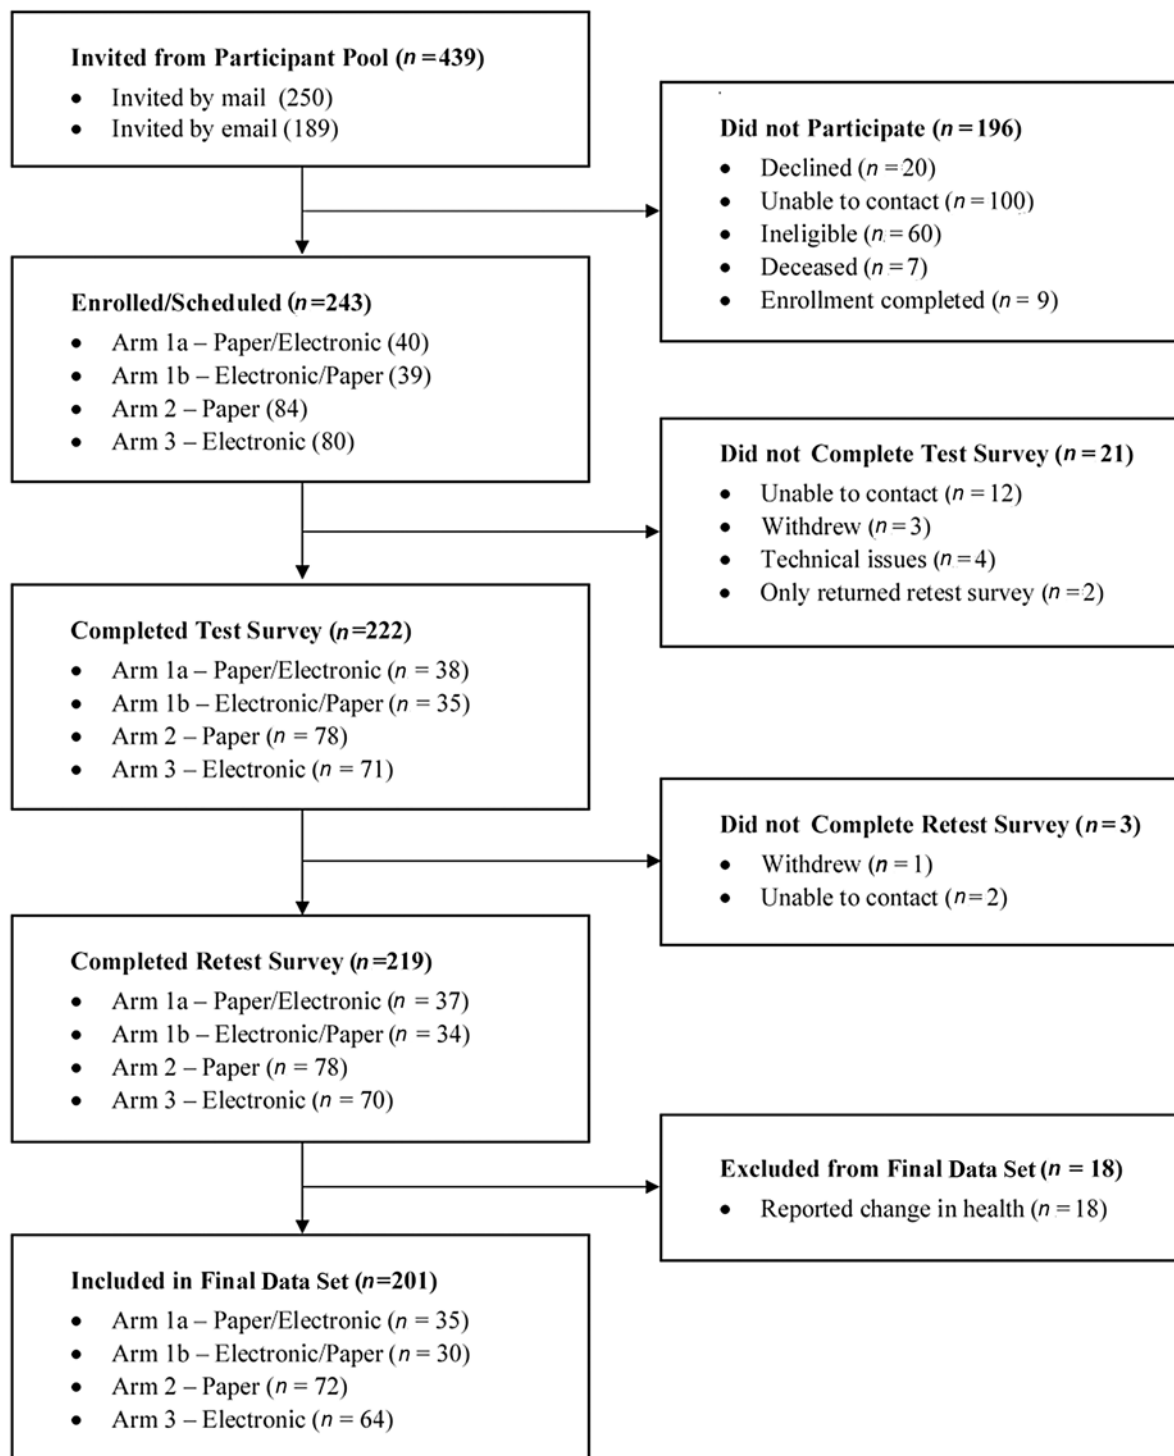 Invited from Participant Pool (n=439)
• Invited by mail (250)
• Invited by email (189)
Did not Participate (n=196)
• Declined (n=20)
• Unable to contact (n=100)
• Ineligible (n=60)
• Deceased (n=7)
• Enrollment completed (n= 9)
Enrolled/Scheduled (n=243)
• Arm 1a – Paper/Electronic (40)
• Arm 1b – Electronic/Paper (39)
• Arm 2 – Paper (84)
• Arm 3 – Electronic (80)
Did not Complete Test Survey (n=21)
• Unable to contact (n=12)
• Withdrew (n=3)
• Technical issues (n=4)
• Only returned retest survey (n=2)
Completed Test Survey (n=222)
• Arm 1a – Paper/Electronic (n = 38)
• Arm 1b – Electronic/Paper (n = 35)
• Arm 2 – Paper (n = 78)
• Arm 3 – Electronic (n = 71)
Did not Complete Retest Survey (n=3)
• Withdrew (n=1)
• Unable to contact (n=2)
Completed Retest Survey (n=219)
• Arm 1a – Paper/Electronic (n = 37)
• Arm 1b – Electronic/Paper (n = 34)
• Arm 2 – Paper (n = 78)
• Arm 3 – Electronic (n = 70)
Excluded from Final Data Set (n = 18)
• Reported change in health (n=18)
Included in Final Data Set (n=201)
• Arm 1a – Paper/Electronic (n = 35)
• Arm 1b – Electronic/Paper (n = 30)
• Arm 2 – Paper (n = 72)
• Arm 3 – Electronic (n = 64)